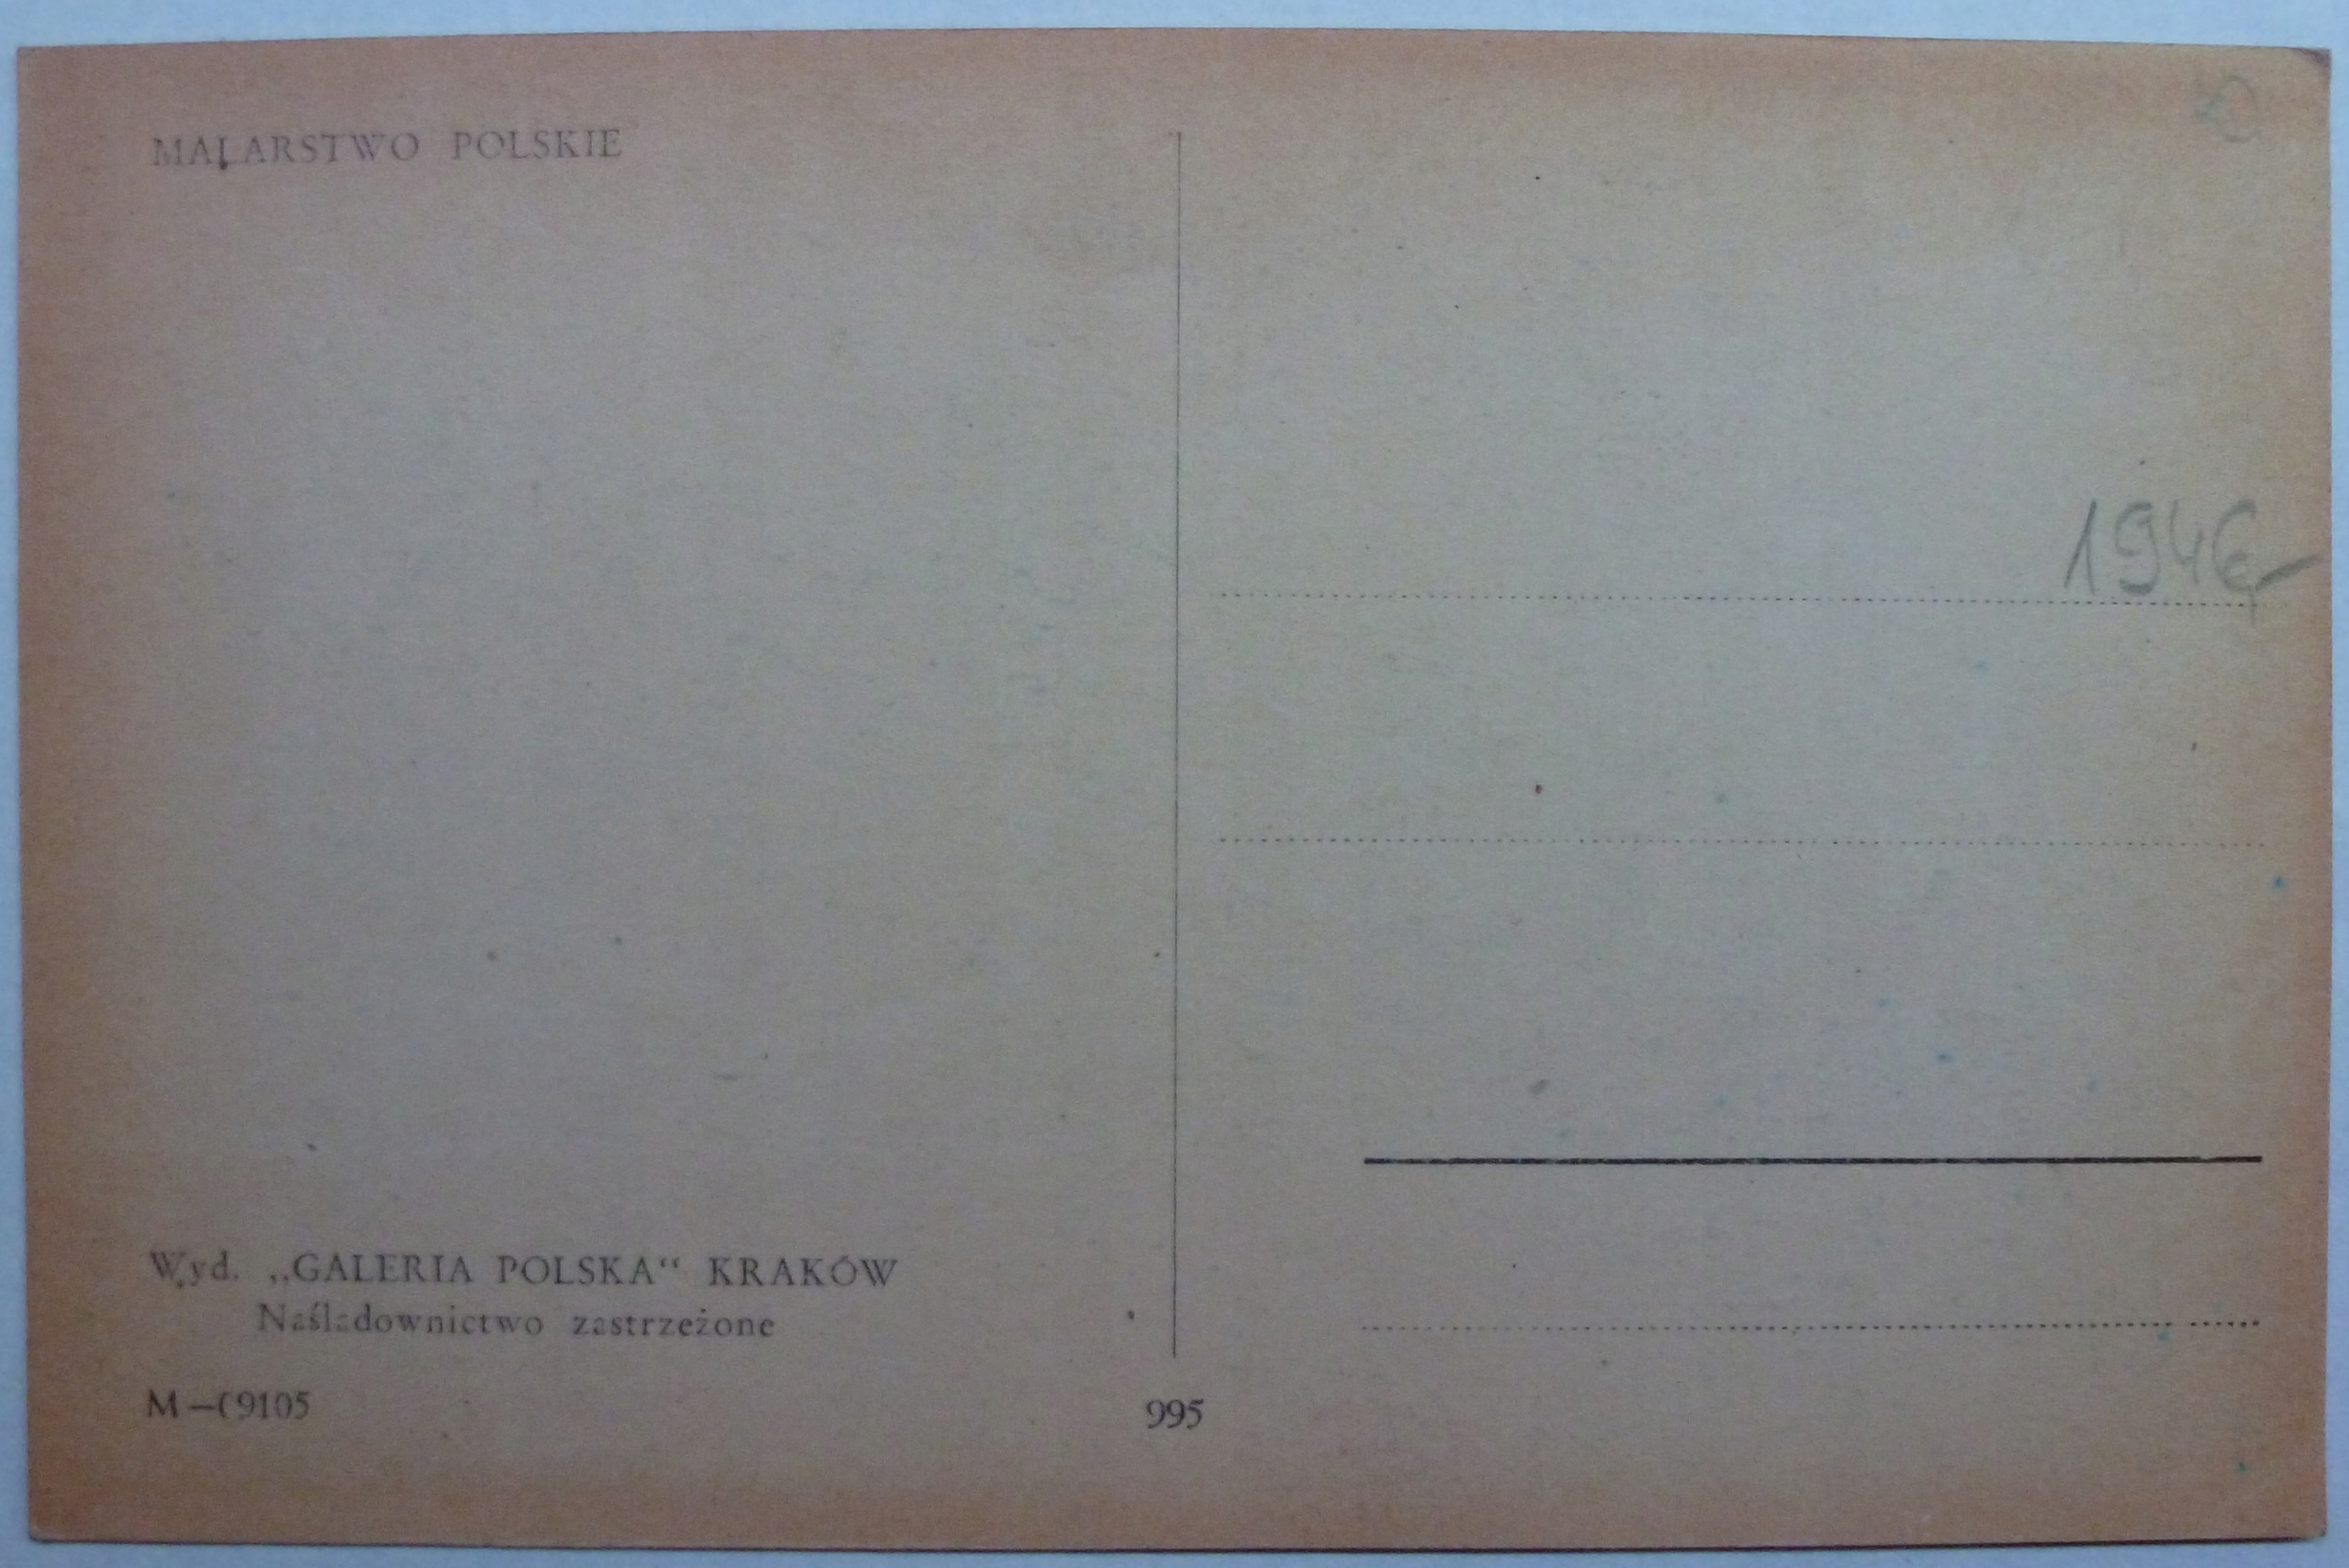 MALARSTWO POLSKIE
1946
Wyd. „GALERIA POLSKA“ KRAKÓW
Naśladownictwo zastrzeżone
M—(9105
995